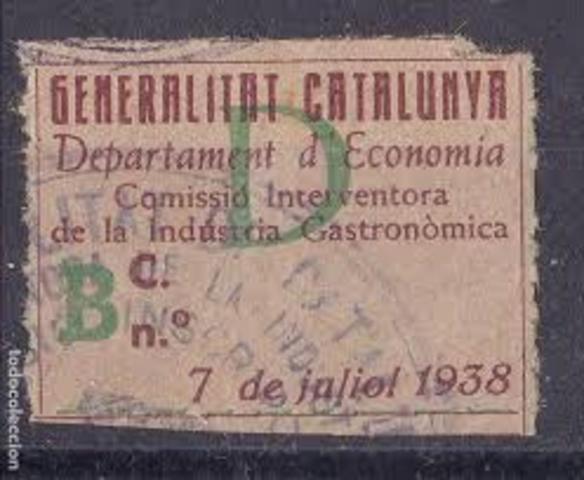 GENERALITAT CATALUNYA
Departament d Economia
Comissió Interventora
de la Indústria Gastronòmica
D
B
C.
n.º
7 de juliol 1938
todocoleccion